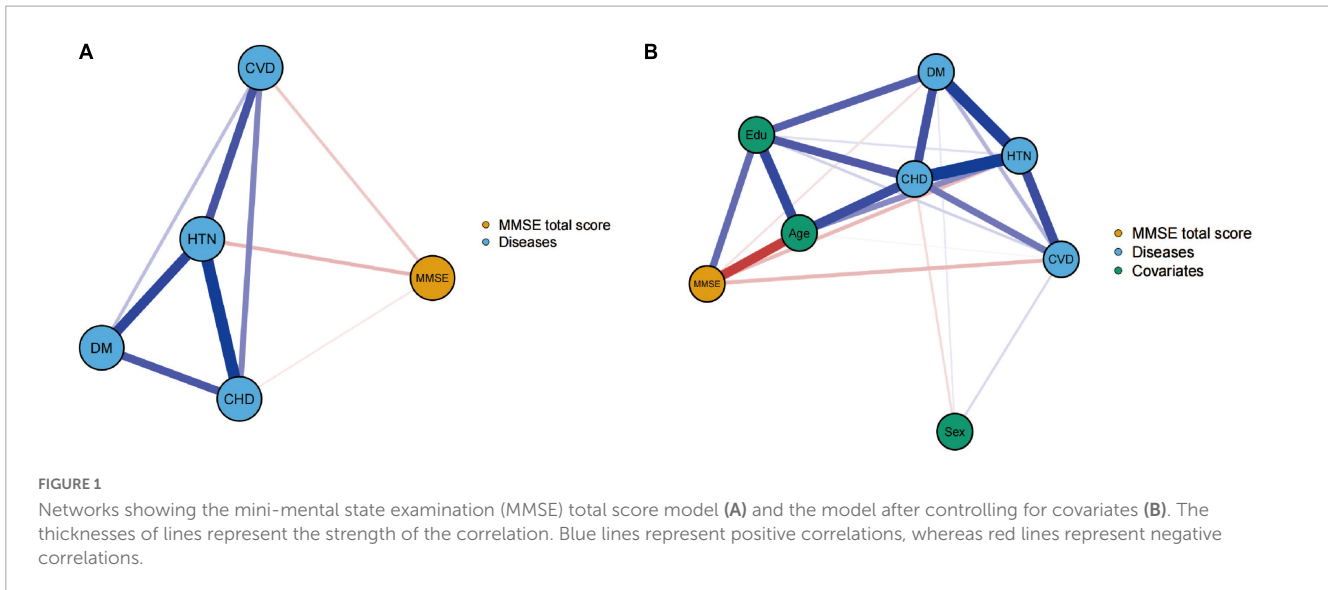 A
CVD
HTN
MMSE
DM
CHD
MMSE total score
Diseases
B
DM
Edu
HTN
CHD
Age
CVD
MMSE
Sex
MMSE total score
Diseases
Covariates
FIGURE 1
Networks showing the mini-mental state examination (MMSE) total score model (A) and the model after controlling for covariates (B). The
thicknesses of lines represent the strength of the correlation. Blue lines represent positive correlations, whereas red lines represent negative
correlations.